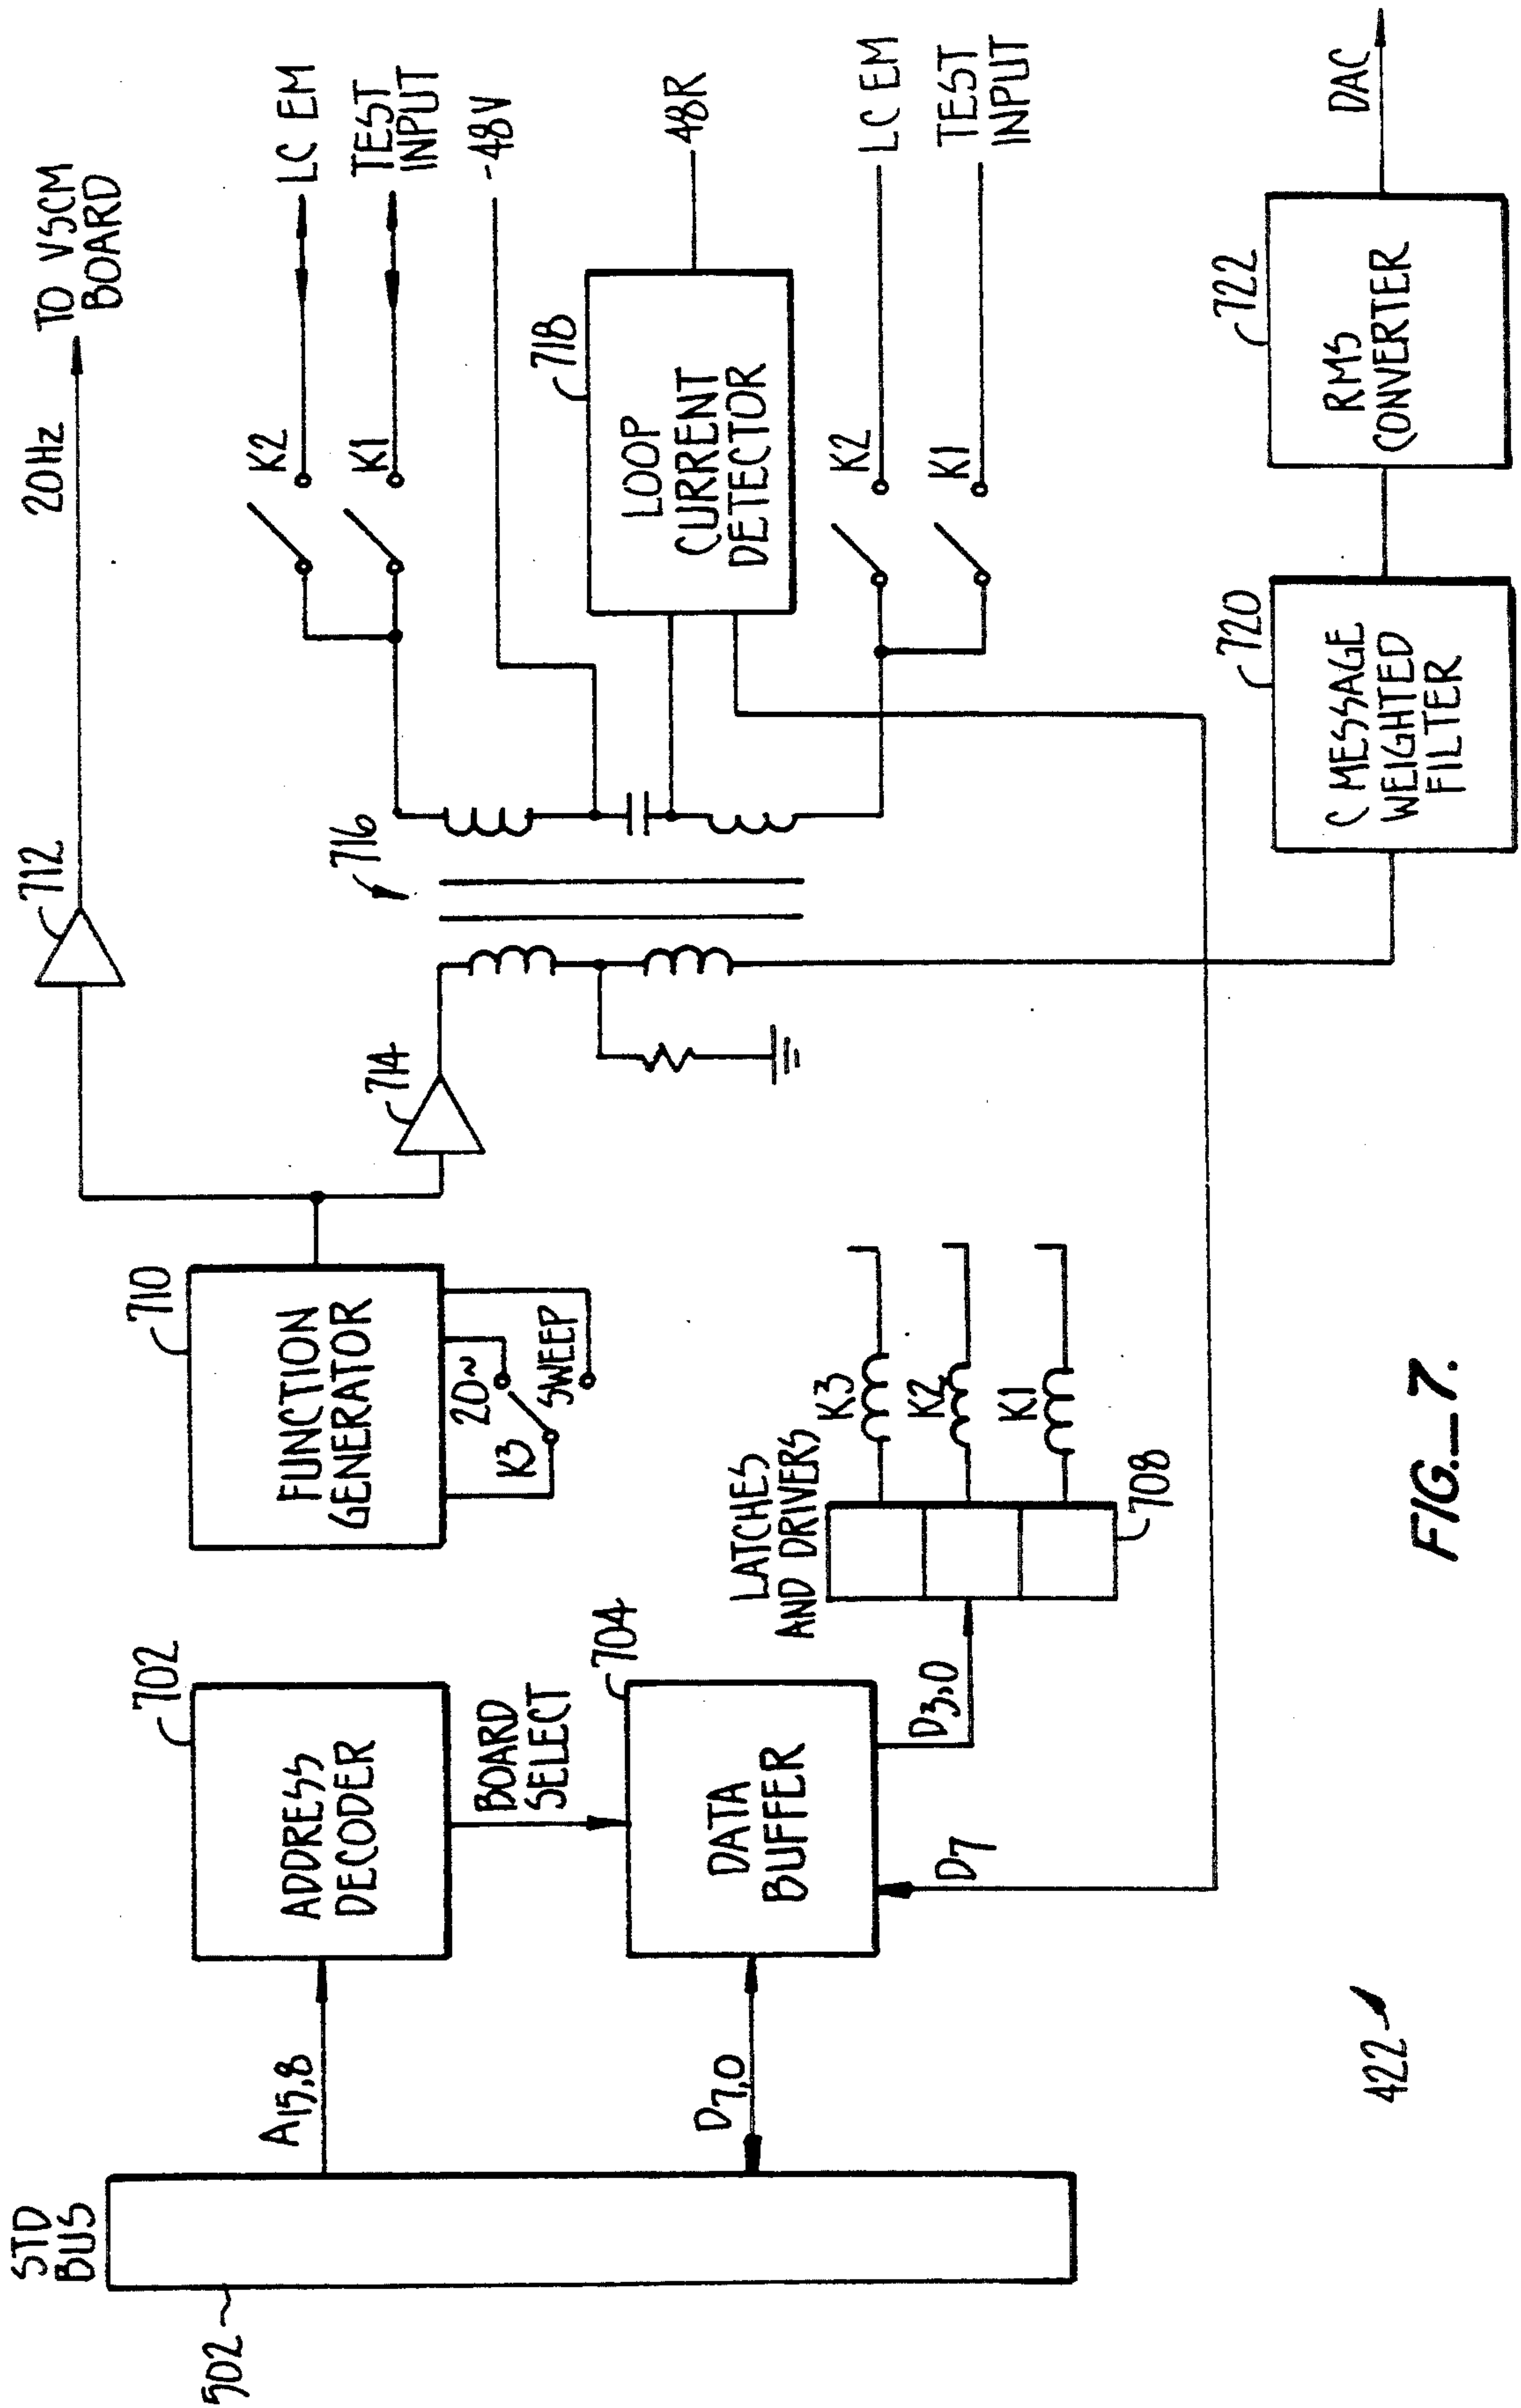 STD
BUS
502
A15,8
D7,0
702
ADDRESS
DECODER
BOARD
SELECT
704
DATA
BUFFER
D3,0
D7
LATCHES
AND DRIVERS
708
K3
K2
K1
710
FUNCTION
GENERATOR
20~
K3
SWEEP
712
20Hz
TO VSCM
BOARD
714
716
K2
LC EM
K1
TEST
INPUT
-48V
718
LOOP
CURRENT
DETECTOR
48R
K2
LC EM
K1
TEST
INPUT
720
C MESSAGE
WEIGHTED
FILTER
722
RMS
CONVERTER
DAC
422
FIG._7.